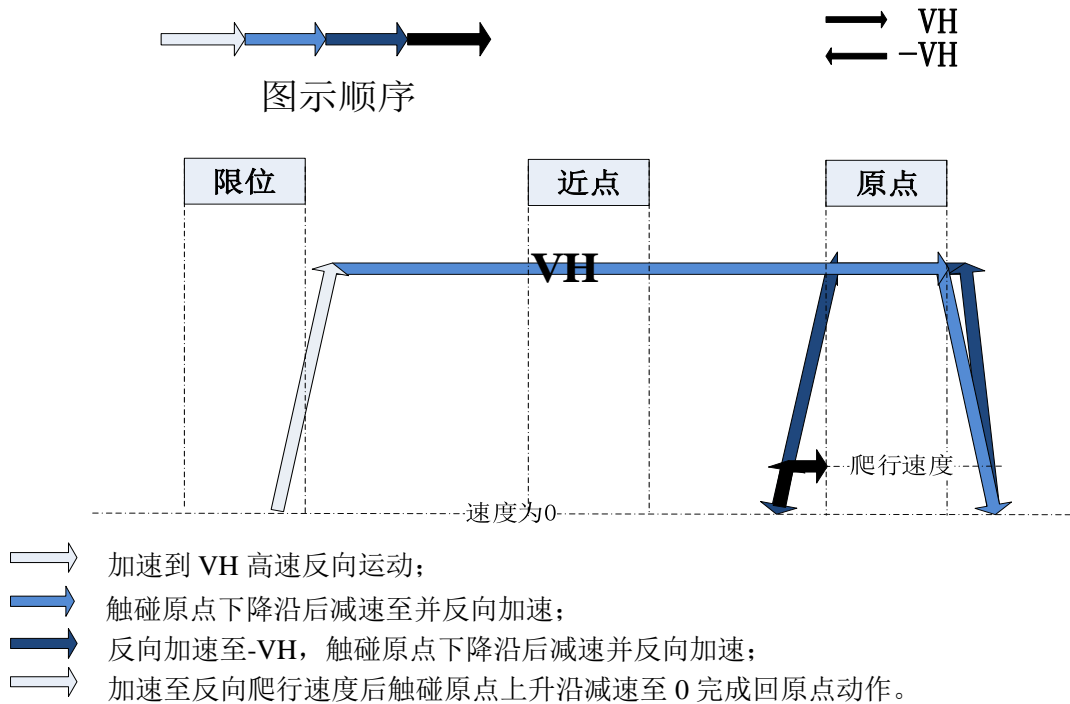 VH
-VH
图示顺序
限位
近点
原点
VH
爬行速度
速度为0
加速到 VH 高速反向运动；
触碰原点下降沿后减速至并反向加速；
反向加速至-VH，触碰原点下降沿后减速并反向加速；
加速至反向爬行速度后触碰原点上升沿减速至 0 完成回原点动作。